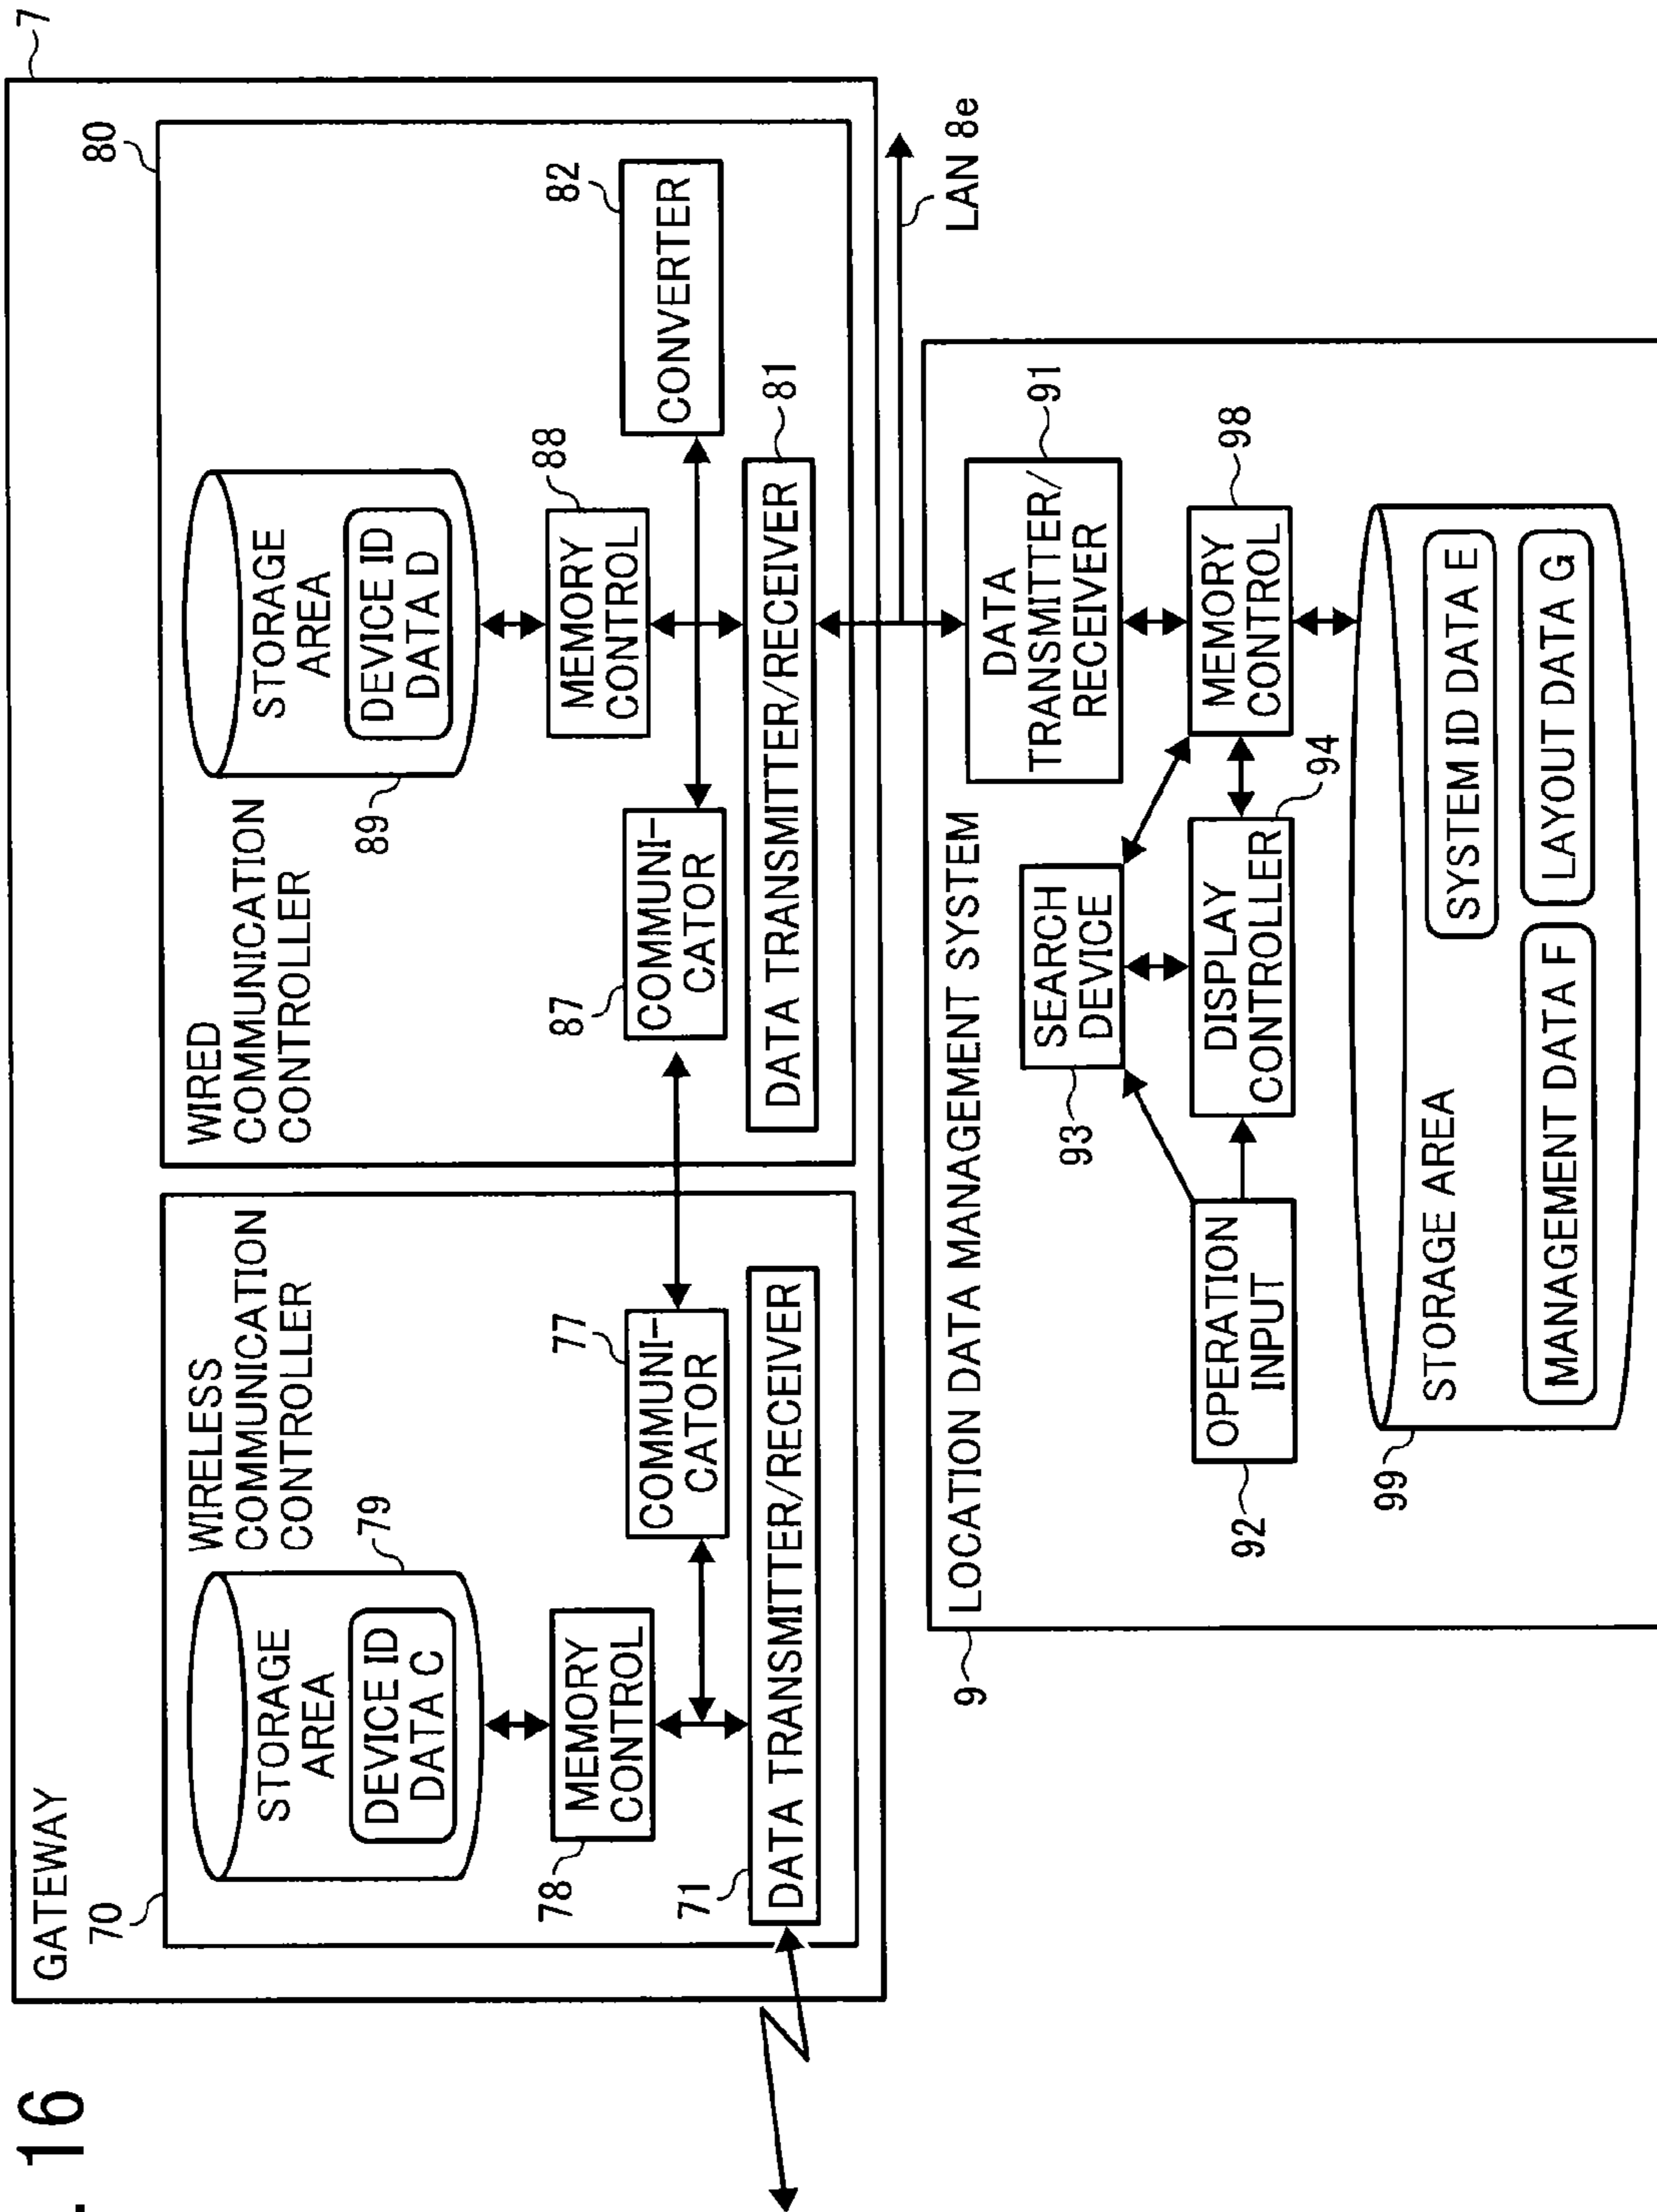 . 16
GATEWAY
7
70
WIRELESS
COMMUNICATION
CONTROLLER
STORAGE
AREA
DEVICE ID
DATA C
79
MEMORY
CONTROL
78
COMMUNI-
CATOR
77
71
DATA TRANSMITTER/RECEIVER
80
WIRED
COMMUNICATION
CONTROLLER
STORAGE
AREA
DEVICE ID
DATA D
89
MEMORY
CONTROL
88
COMMUNI-
CATOR
87
CONVERTER
82
DATA TRANSMITTER/RECEIVER
81
LAN 8e
9
LOCATION DATA MANAGEMENT SYSTEM
DATA
TRANSMITTER/
RECEIVER
91
SEARCH
DEVICE
93
OPERATION
INPUT
92
DISPLAY
CONTROLLER
94
MEMORY
CONTROL
98
99
STORAGE AREA
SYSTEM ID DATA E
MANAGEMENT DATA F
LAYOUT DATA G